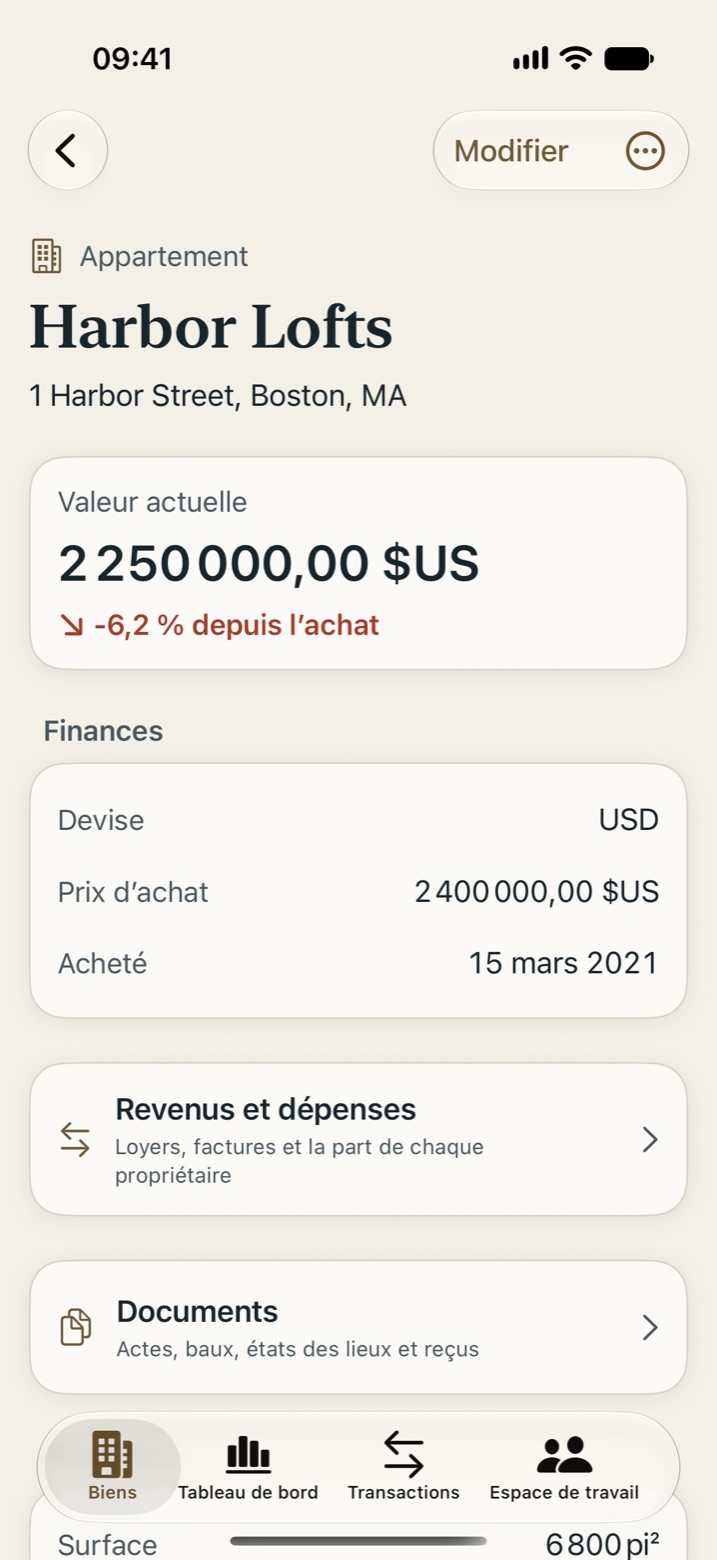 09:41
Modifier
Appartement
Harbor Lofts
1 Harbor Street, Boston, MA
Valeur actuelle
2 250 000,00 $US
-6,2 % depuis l’achat
Finances
Devise USD
Prix d’achat 2 400 000,00 $US
Acheté 15 mars 2021
Revenus et dépenses
Loyers, factures et la part de chaque
propriétaire
Documents
Actes, baux, états des lieux et reçus
Biens Tableau de bord Transactions Espace de travail
Surface 6 800 pi²